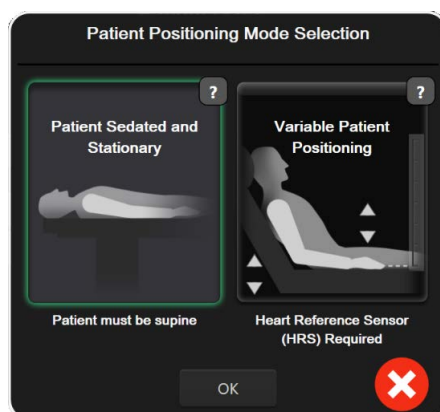 Patient Positioning Mode Selection
?
?
Patient Sedated and
Stationary
Variable Patient
Positioning
Patient must be supine
Heart Reference Sensor
(HRS) Required
OK